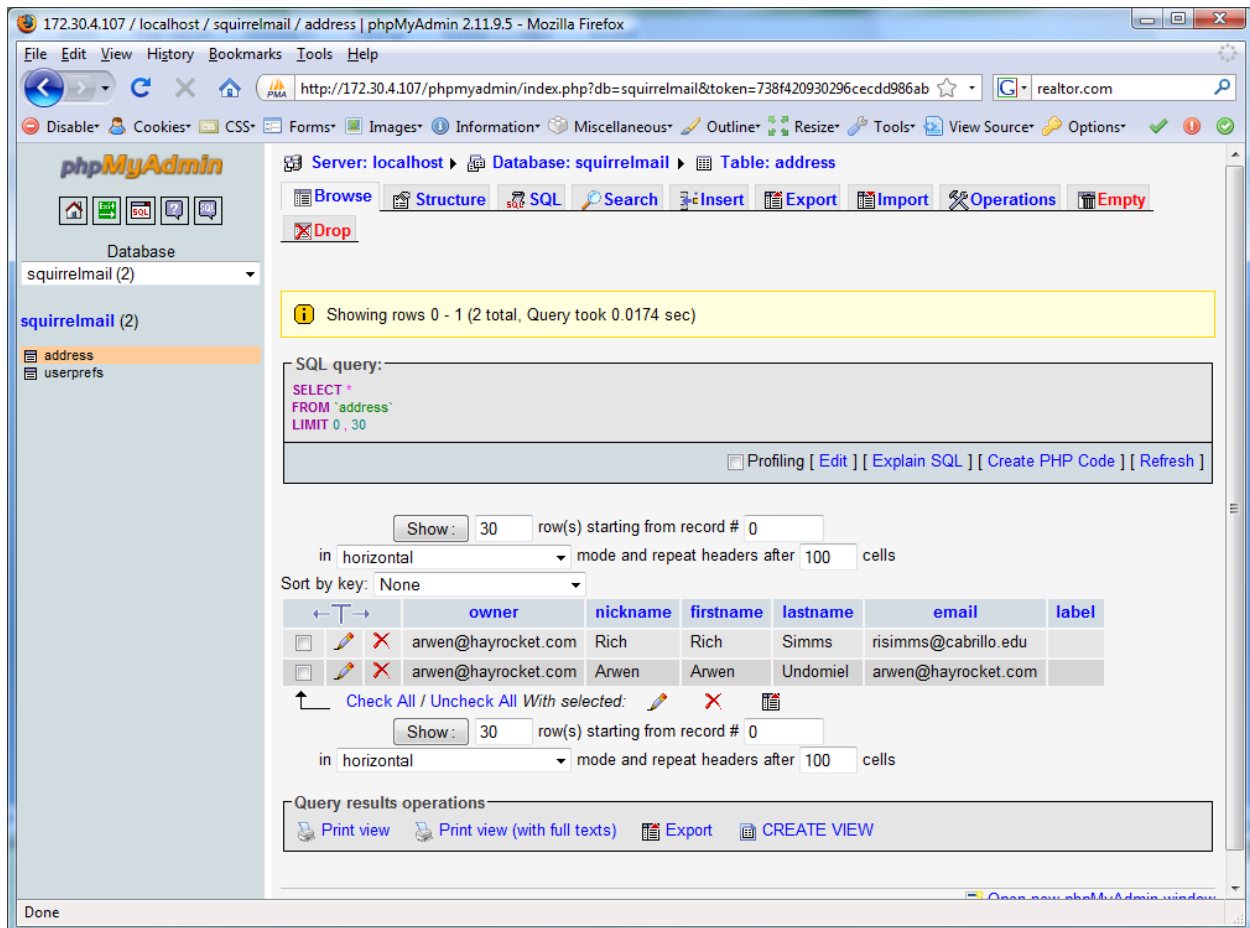 172.30.4.107 / localhost / squirrelmail / address | phpMyAdmin 2.11.9.5 - Mozilla Firefox
File Edit View History Bookmarks Tools Help
PMA http://172.30.4.107/phpmyadmin/index.php?db=squirrelmail&token=738f420930296cecdd986ab G realtor.com
Disable Cookies CSS Forms Images Information Miscellaneous Outline Resize Tools View Source Options
phpMyAdmin
Server: localhost Database: squirrelmail Table: address
Browse Structure SQL Search Insert Export Import Operations Empty
Drop
Database
squirrelmail (2)
squirrelmail (2)
address
userprefs
Showing rows 0 - 1 (2 total, Query took 0.0174 sec)
SQL query:
SELECT *
FROM `address`
LIMIT 0 , 30
Profiling [ Edit ] [ Explain SQL ] [ Create PHP Code ] [ Refresh ]
Show : 30 row(s) starting from record # 0
in horizontal mode and repeat headers after 100 cells
Sort by key: None
←T→ owner nickname firstname lastname email label
arwen@hayrocket.com Rich Rich Simms risimms@cabrillo.edu
arwen@hayrocket.com Arwen Arwen Undomiel arwen@hayrocket.com
Check All / Uncheck All With selected:
Show : 30 row(s) starting from record # 0
in horizontal mode and repeat headers after 100 cells
Query results operations
Print view Print view (with full texts) Export CREATE VIEW
Open new phpMyAdmin window
Done